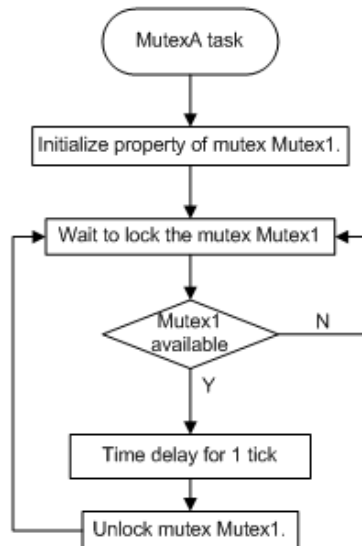 MutexA task
Initialize property of mutex Mutex1.
Wait to lock the mutex Mutex1
Mutex1
available
N
Y
Time delay for 1 tick
Unlock mutex Mutex1.